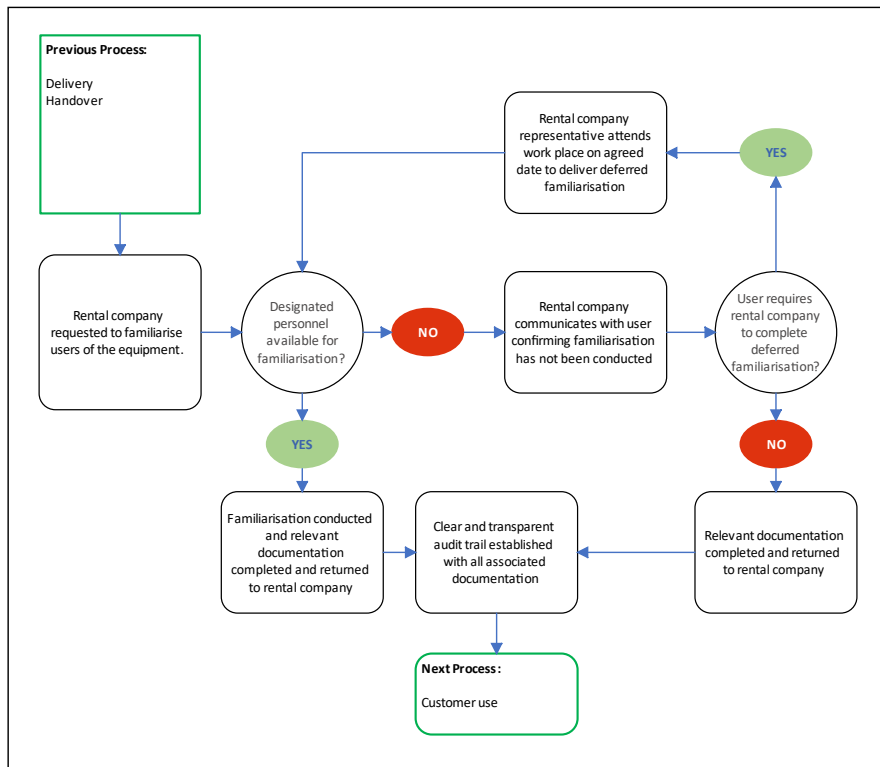 Previous Process:
Delivery
Handover
Rental company
representative attends
work place on agreed
date to deliver deferred
familiarisation
YES
Rental company
requested to familiarise
users of the equipment.
Designated
personnel
available for
familiarisation?
NO
Rental company
communicates with user
confirming familiarisation
has not been conducted
User requires
rental company
to complete
deferred
familiarisation?
YES
NO
Familiarisation conducted
and relevant
documentation
completed and returned
to rental company
Clear and transparent
audit trail established
with all associated
documentation
Relevant documentation
completed and returned
to rental company
Next Process:
Customer use